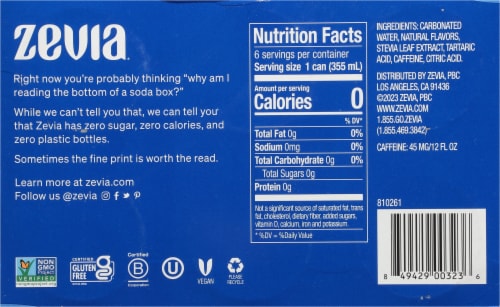 ZEVIA.
Right now you're probably thinking "why am I
reading the bottom of a soda box?"
While we can't tell you that, we can tell you
that Zevia has zero sugar, zero calories, and
zero plastic bottles.
Sometimes the fine print is worth the read.
Learn more at zevia.com
Follow us @zevia
NON
GMO
Project
VERIFIED
CERTIFIED
GLUTEN
FREE
Certified
B
Corporation
U
VEGAN
PLEASE
RECYCLE
Nutrition Facts
6 servings per container
Serving size 1 can (355 mL)
Amount per serving
Calories 0
% DV*
Total Fat 0g 0%
Sodium 0mg 0%
Total Carbohydrate 0g 0%
Total Sugars 0g
Protein 0g
Not a significant source of saturated fat, trans
fat, cholesterol, dietary fiber, added sugars,
vitamin D, calcium, iron and potassium
* %DV = %Daily Value
INGREDIENTS: CARBONATED
WATER, NATURAL FLAVORS,
STEVIA LEAF EXTRACT, TARTARIC
ACID, CAFFEINE, CITRIC ACID.
DISTRIBUTED BY ZEVIA, PBC
LOS ANGELES, CA 91436
©2023 ZEVIA, PBC
WWW.ZEVIA.COM
1.855.GO.ZEVIA
(1.855.469.3842)
CAFFEINE: 45 MG/12 FL OZ
810261
8 49429 00323 6